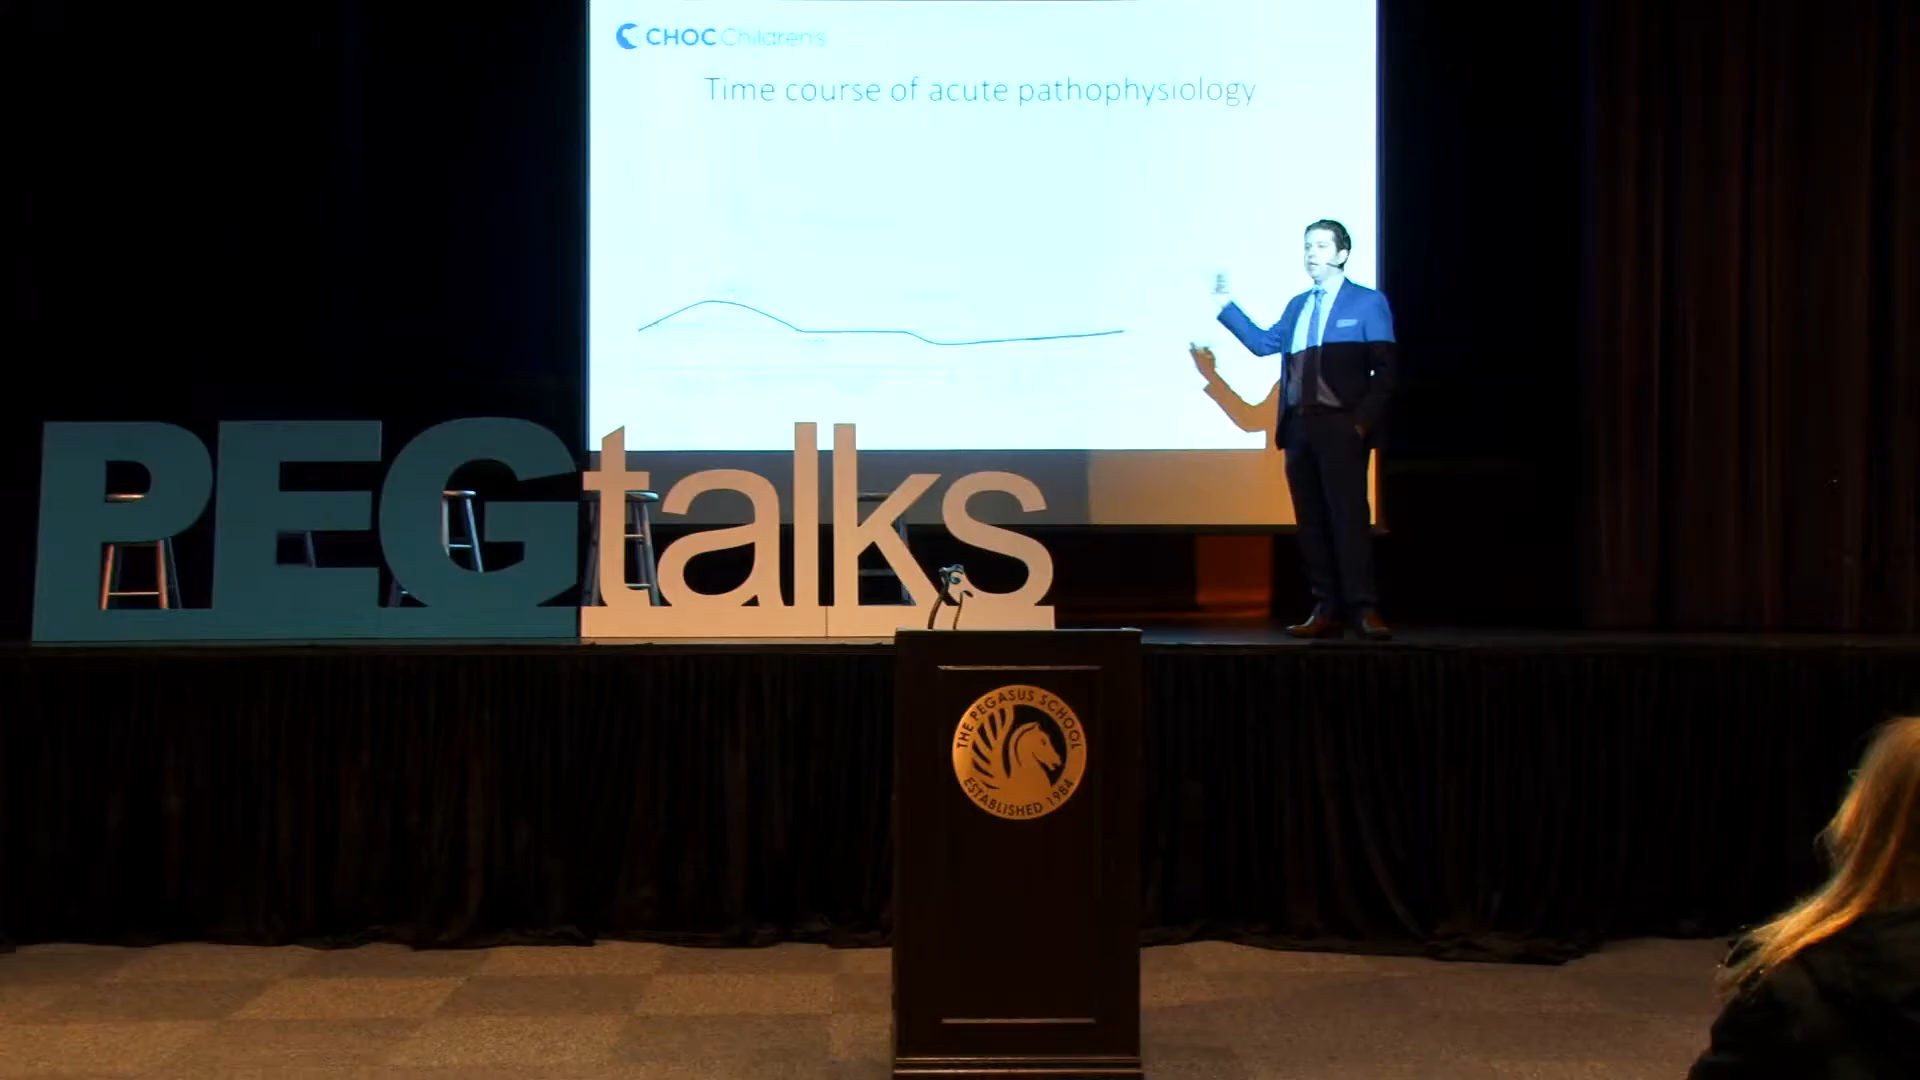 CHOC Children's
Time course of acute pathophysiology
PEGtalks
THE PEGASUS SCHOOL
ESTABLISHED 1984